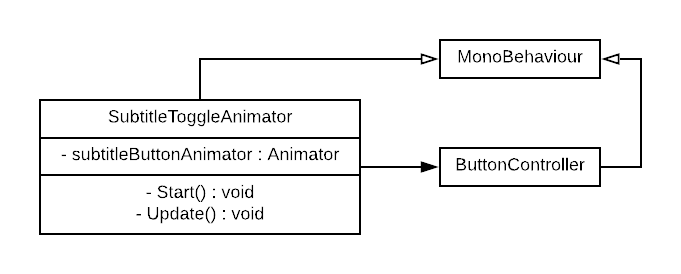 MonoBehaviour
SubtitleToggleAnimator
- subtitleButtonAnimator : Animator
ButtonController
- Start() : void
- Update() : void